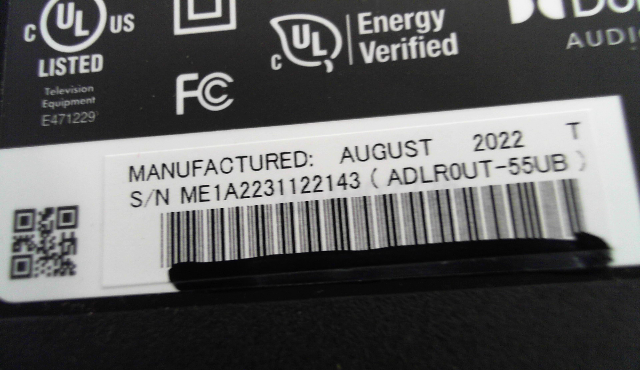 c UL US
LISTED
Television
Equipment
E471229
FC
c UL Energy
Verified
AUDIO
MANUFACTURED: AUGUST 2022 T
S/N ME1A2231122143 ( ADLR0UT-55UB )